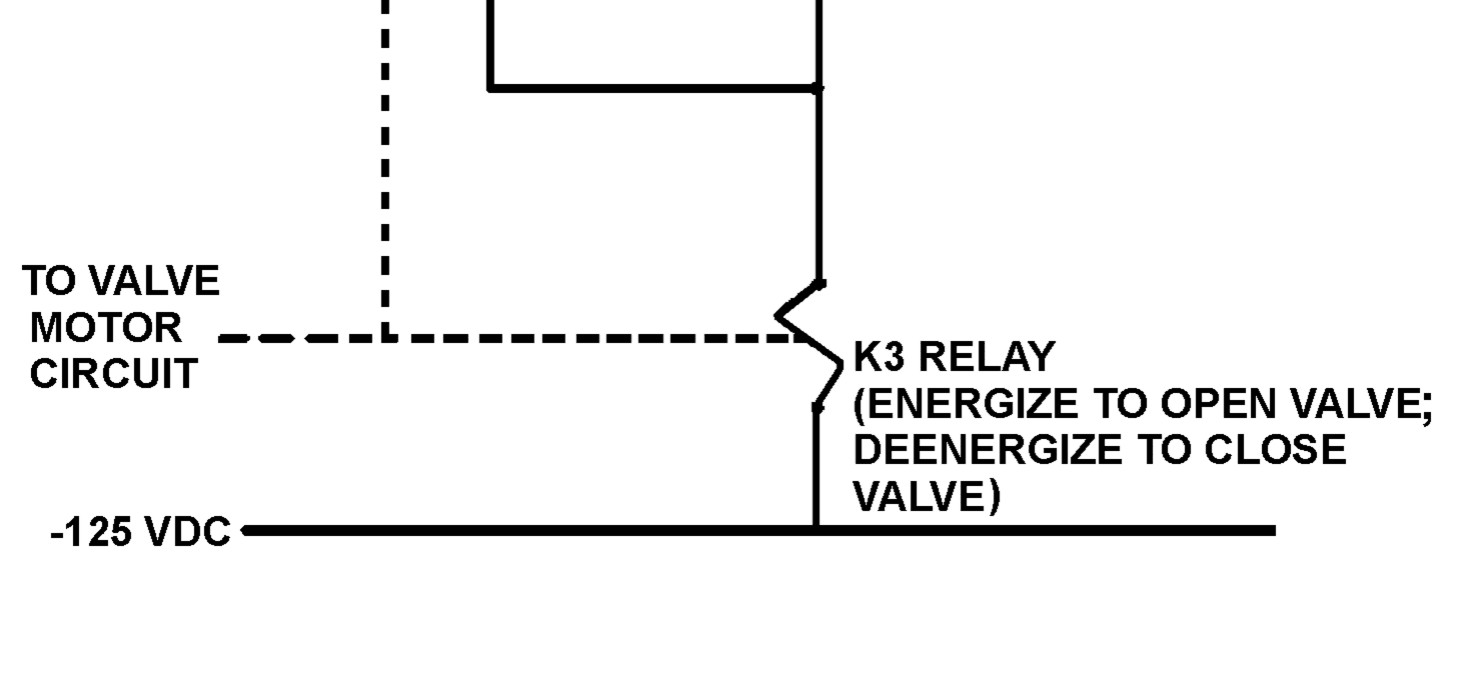 TO VALVE
MOTOR
CIRCUIT
K3 RELAY
(ENERGIZE TO OPEN VALVE;
DEENERGIZE TO CLOSE
VALVE)
-125 VDC